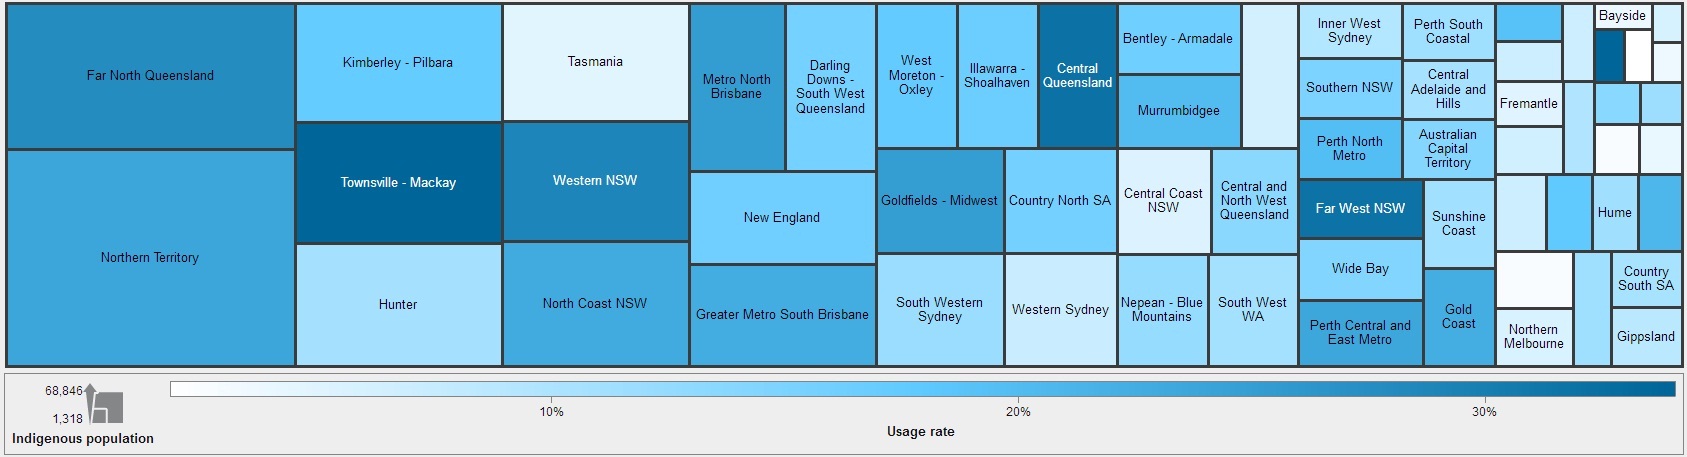 Far North Queensland
Northern Territory
Kimberley - Pilbara
Townsville - Mackay
Hunter
Tasmania
Western NSW
North Coast NSW
Metro North
Brisbane
Darling
Downs -
South West
Queensland
New England
Greater Metro South Brisbane
West
Moreton -
Oxley
Illawarra -
Shoalhaven
Central
Queensland
Goldfields - Midwest
Country North SA
South Western
Sydney
Western Sydney
Bentley - Armadale
Murrumbidgee
Central Coast
NSW
Central and
North West
Queensland
Nepean - Blue
Mountains
South West
WA
Inner West
Sydney
Perth South
Coastal
Southern NSW
Central
Adelaide and
Hills
Perth North
Metro
Australian
Capital
Territory
Far West NSW
Sunshine
Coast
Wide Bay
Perth Central and
East Metro
Gold
Coast
Bayside
Fremantle
Hume
Country
South SA
Northern
Melbourne
Gippsland
68,846
1,318
Indigenous population
10%
20%
30%
Usage rate